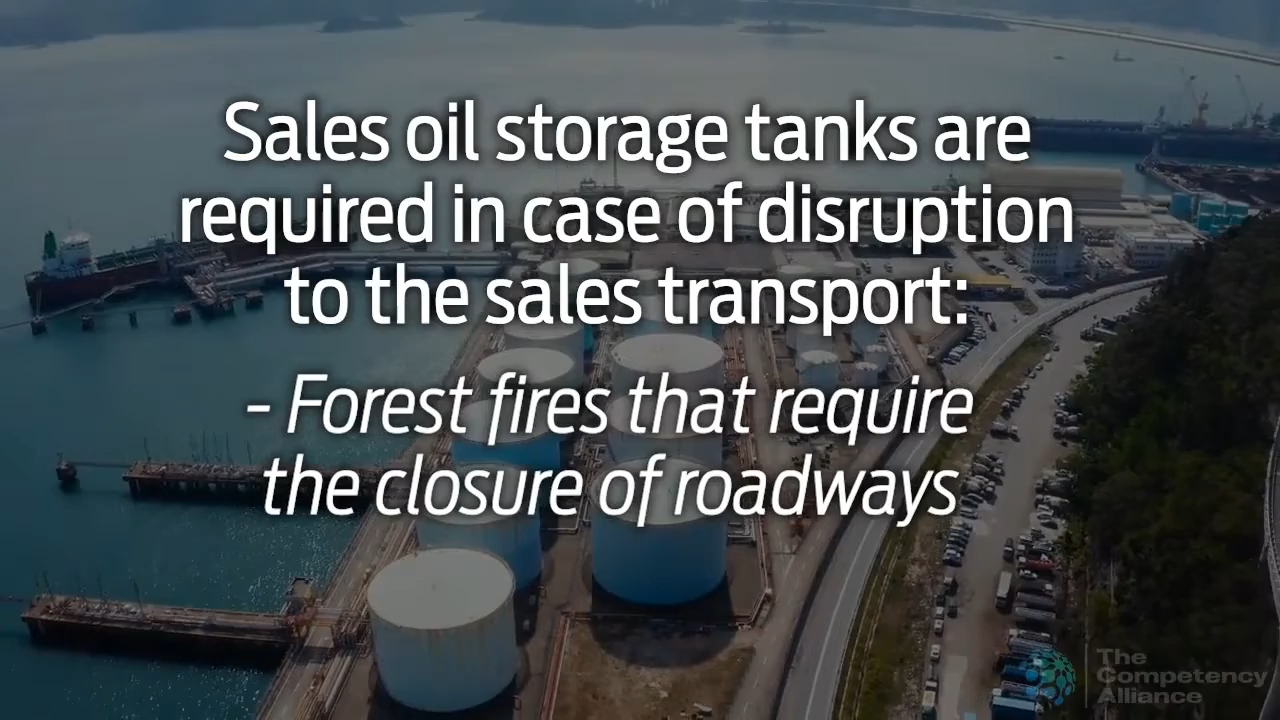 Sales oil storage tanks are
required in case of disruption
to the sales transport:
- Forest fires that require
the closure of roadways
The
Competency
Alliance